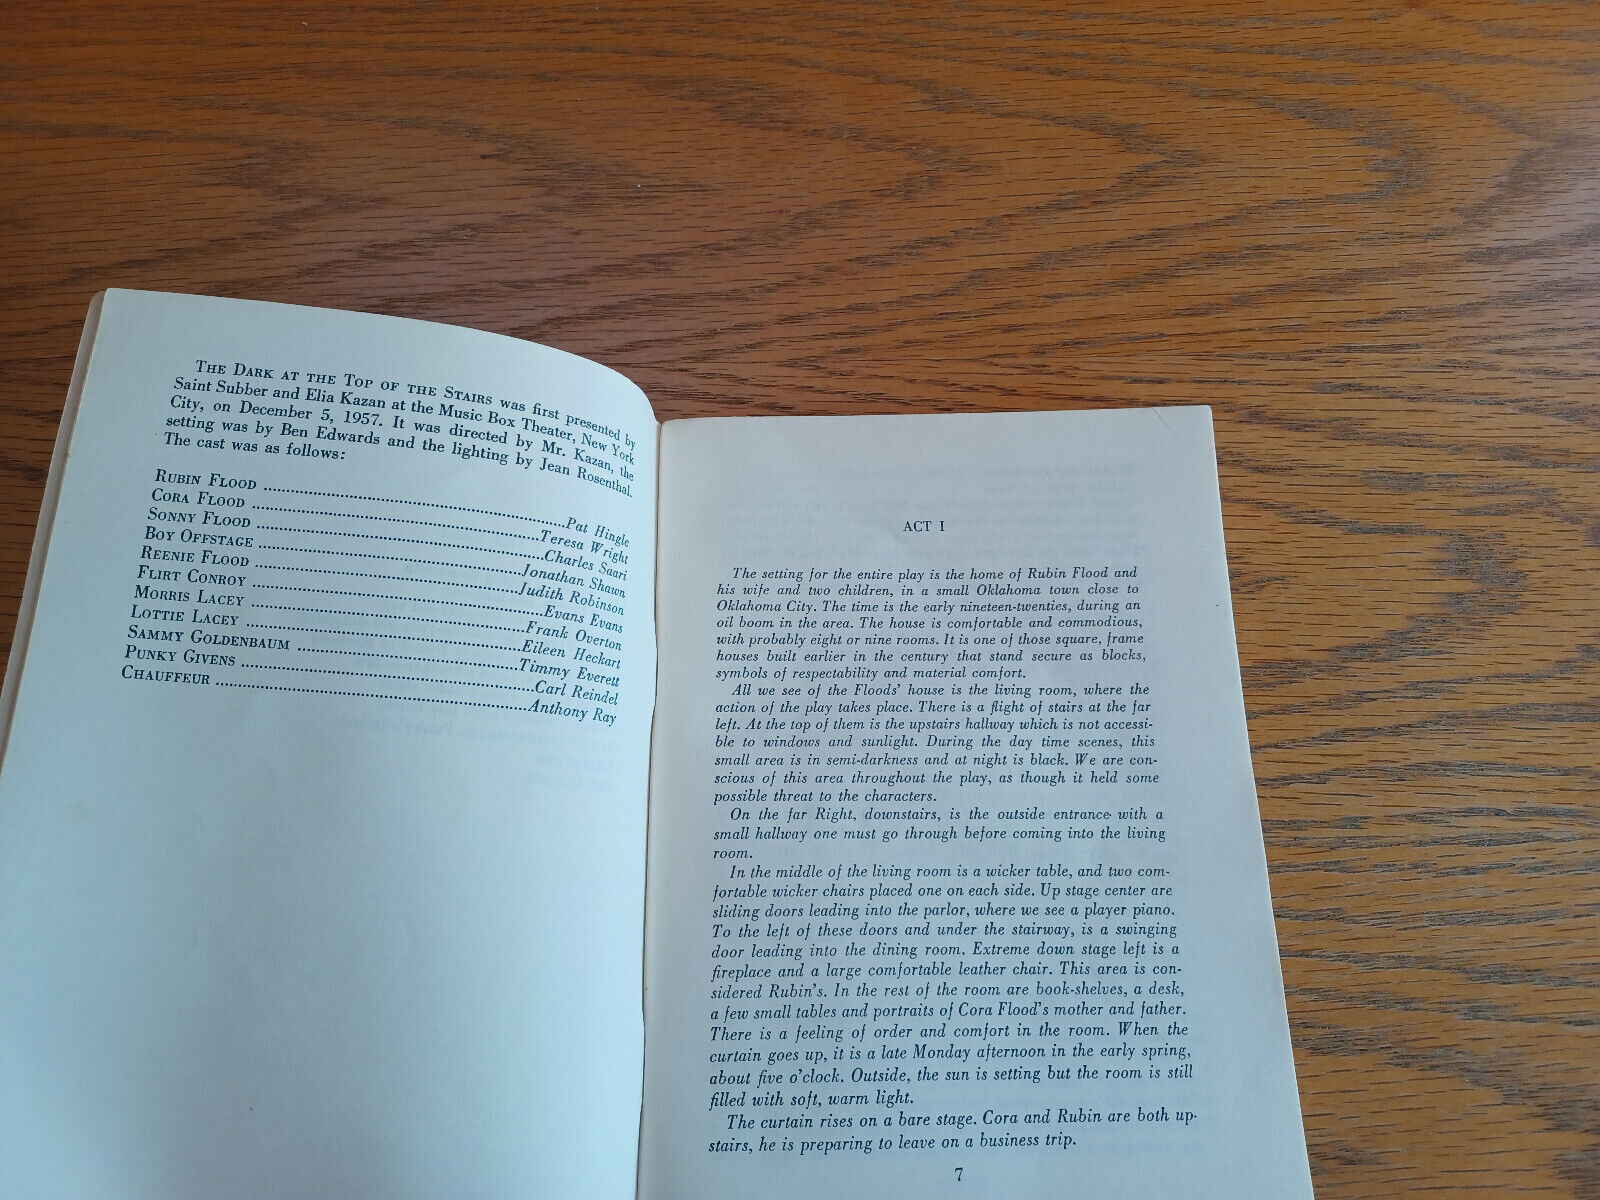 THE DARK AT THE TOP OF THE STAIRS was first presented by
Saint Subber and Elia Kazan at the Music Box Theater, New York
City, on December 5, 1957. It was directed by Mr. Kazan, the
setting was by Ben Edwards and the lighting by Jean Rosenthal.
The cast was as follows:
RUBIN FLOOD ........ Pat Hingle
CORA FLOOD ........ Teresa Wright
SONNY FLOOD ........ Charles Saari
BOY OFFSTAGE ........ Jonathan Shawn
REENIE FLOOD ........ Judith Robinson
FLIRT CONROY ........ Evans Evans
MORRIS LACEY ........ Frank Overton
LOTTIE LACEY ........ Eileen Heckart
SAMMY GOLDENBAUM ........ Timmy Everett
PUNKY GIVENS ........ Carl Reindel
CHAUFFEUR ........ Anthony Ray
ACT I
The setting for the entire play is the home of Rubin Flood and
his wife and two children, in a small Oklahoma town close to
Oklahoma City. The time is the early nineteen-twenties, during an
oil boom in the area. The house is comfortable and commodious,
with probably eight or nine rooms. It is one of those square, frame
houses built earlier in the century that stand secure as blocks,
symbols of respectability and material comfort.
All we see of the Floods' house is the living room, where the
action of the play takes place. There is a flight of stairs at the far
left. At the top of them is the upstairs hallway which is not accessi-
ble to windows and sunlight. During the day time scenes, this
small area is in semi-darkness and at night is black. We are con-
scious of this area throughout the play, as though it held some
possible threat to the characters.
On the far Right, downstairs, is the outside entrance with a
small hallway one must go through before coming into the living
room.
In the middle of the living room is a wicker table, and two com-
fortable wicker chairs placed one on each side. Up stage center are
sliding doors leading into the parlor, where we see a player piano.
To the left of these doors and under the stairway, is a swinging
door leading into the dining room. Extreme down stage left is a
fireplace and a large comfortable leather chair. This area is con-
sidered Rubin's. In the rest of the room are book-shelves, a desk,
a few small tables and portraits of Cora Flood's mother and father.
There is a feeling of order and comfort in the room. When the
curtain goes up, it is a late Monday afternoon in the early spring,
about five o'clock. Outside, the sun is setting but the room is still
filled with soft, warm light.
The curtain rises on a bare stage. Cora and Rubin are both up-
stairs, he is preparing to leave on a business trip.
7